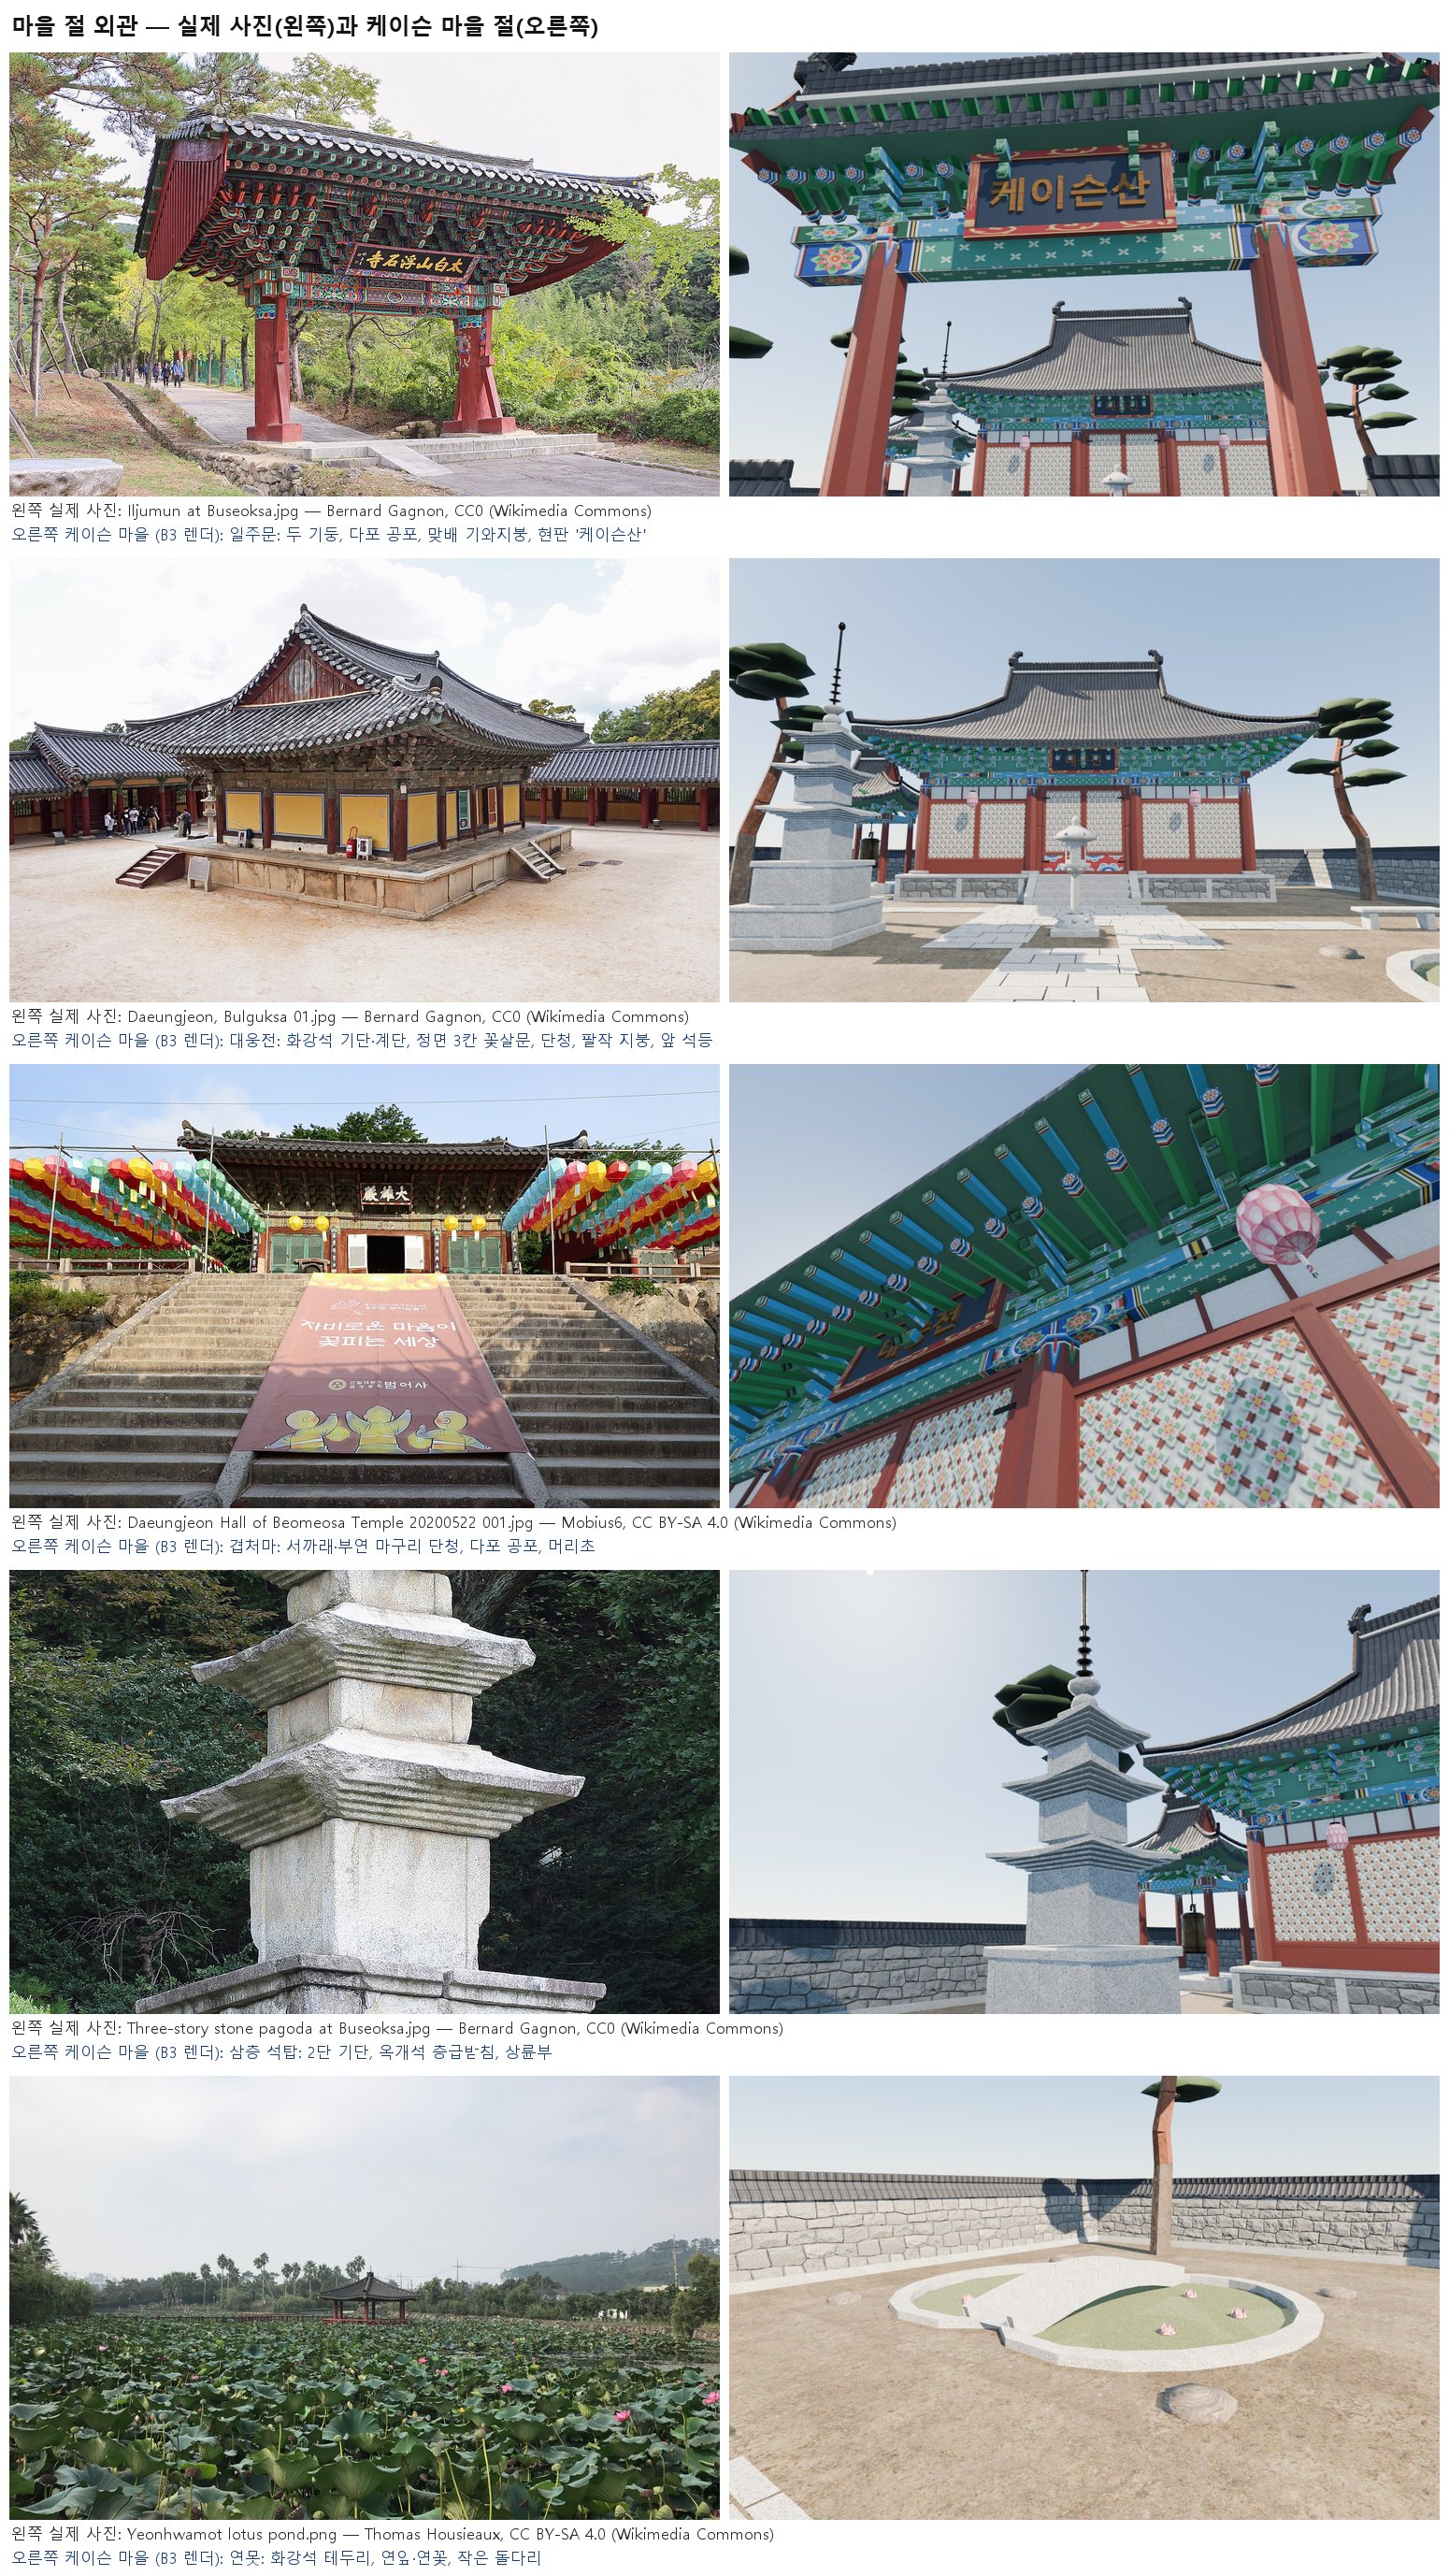 마을 절 외관 — 실제 사진(왼쪽)과 케이슨 마을 절(오른쪽)
太白山浮石寺
케이슨산
왼쪽 실제 사진: Iljumun at Buseoksa.jpg — Bernard Gagnon, CC0 (Wikimedia Commons)
오른쪽 케이슨 마을 (B3 렌더): 일주문: 두 기둥, 다포 공포, 맞배 기와지붕, 현판 '케이슨산'
왼쪽 실제 사진: Daeungjeon, Bulguksa 01.jpg — Bernard Gagnon, CC0 (Wikimedia Commons)
오른쪽 케이슨 마을 (B3 렌더): 대웅전: 화강석 기단·계단, 정면 3칸 꽃살문, 단청, 팔작 지붕, 앞 석등
殿雄大
자비로운 마음이
꽃피는 세상
범어사
왼쪽 실제 사진: Daeungjeon Hall of Beomeosa Temple 20200522 001.jpg — Mobius6, CC BY-SA 4.0 (Wikimedia Commons)
오른쪽 케이슨 마을 (B3 렌더): 겹처마: 서까래·부연 마구리 단청, 다포 공포, 머리초
왼쪽 실제 사진: Three-story stone pagoda at Buseoksa.jpg — Bernard Gagnon, CC0 (Wikimedia Commons)
오른쪽 케이슨 마을 (B3 렌더): 삼층 석탑: 2단 기단, 옥개석 층급받침, 상륜부
왼쪽 실제 사진: Yeonhwamot lotus pond.png — Thomas Housieaux, CC BY-SA 4.0 (Wikimedia Commons)
오른쪽 케이슨 마을 (B3 렌더): 연못: 화강석 테두리, 연잎·연꽃, 작은 돌다리